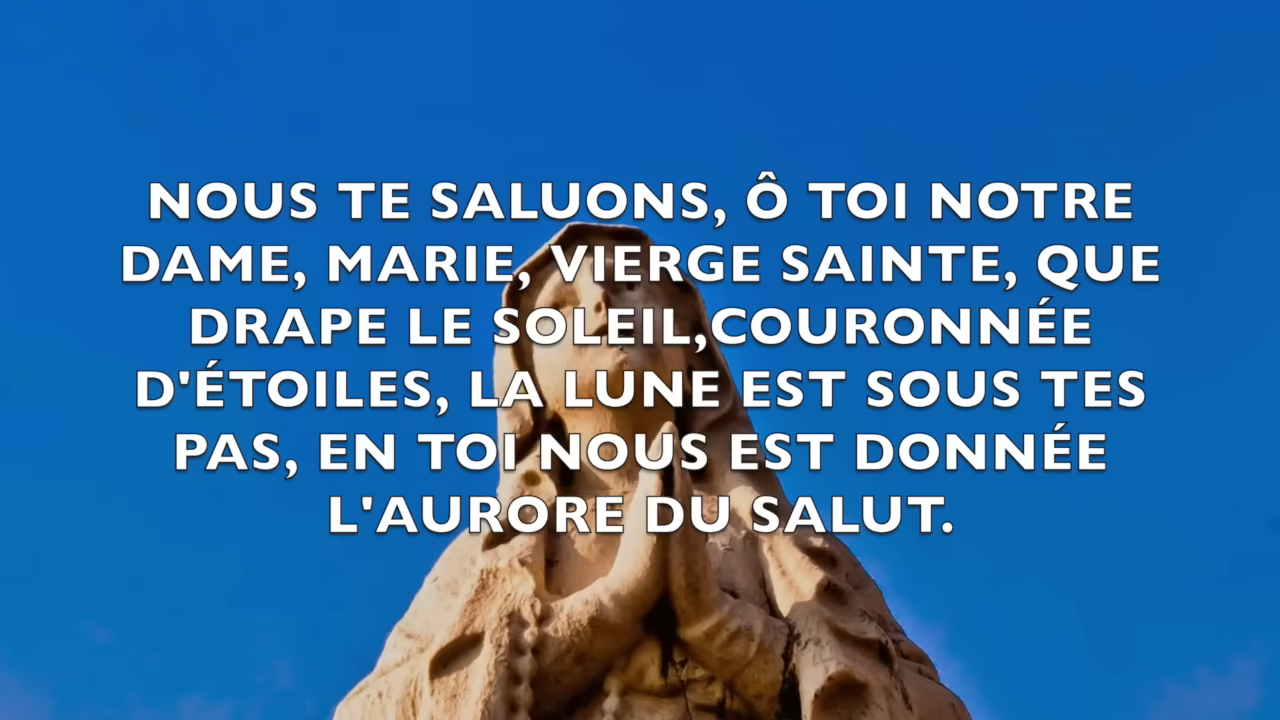 NOUS TE SALUONS, Ô TOI NOTRE
DAME, MARIE, VIERGE SAINTE, QUE
DRAPE LE SOLEIL,COURONNÉE
D'ÉTOILES, LA LUNE EST SOUS TES
PAS, EN TOI NOUS EST DONNÉE
L'AURORE DU SALUT.